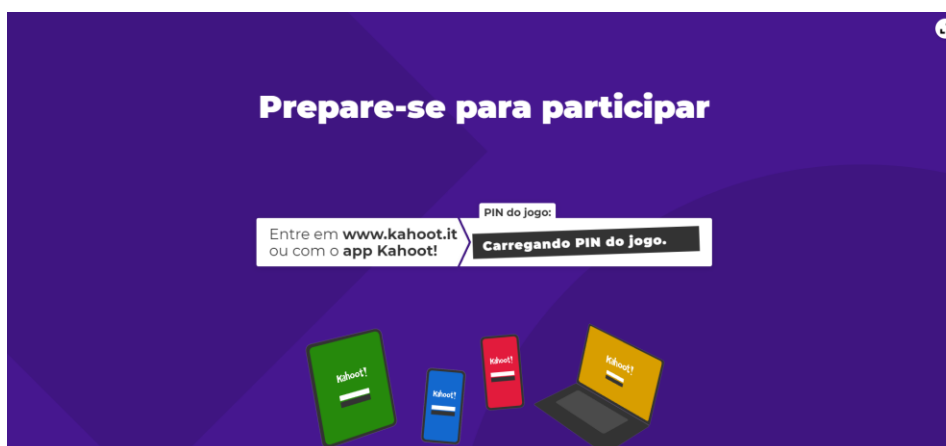 Prepare-se para participar
PIN do jogo:
Entre em www.kahoot.it
ou com o app Kahoot!
Carregando PIN do jogo.
Kahoot!
Kahoot!
Kahoot!
Kahoot!